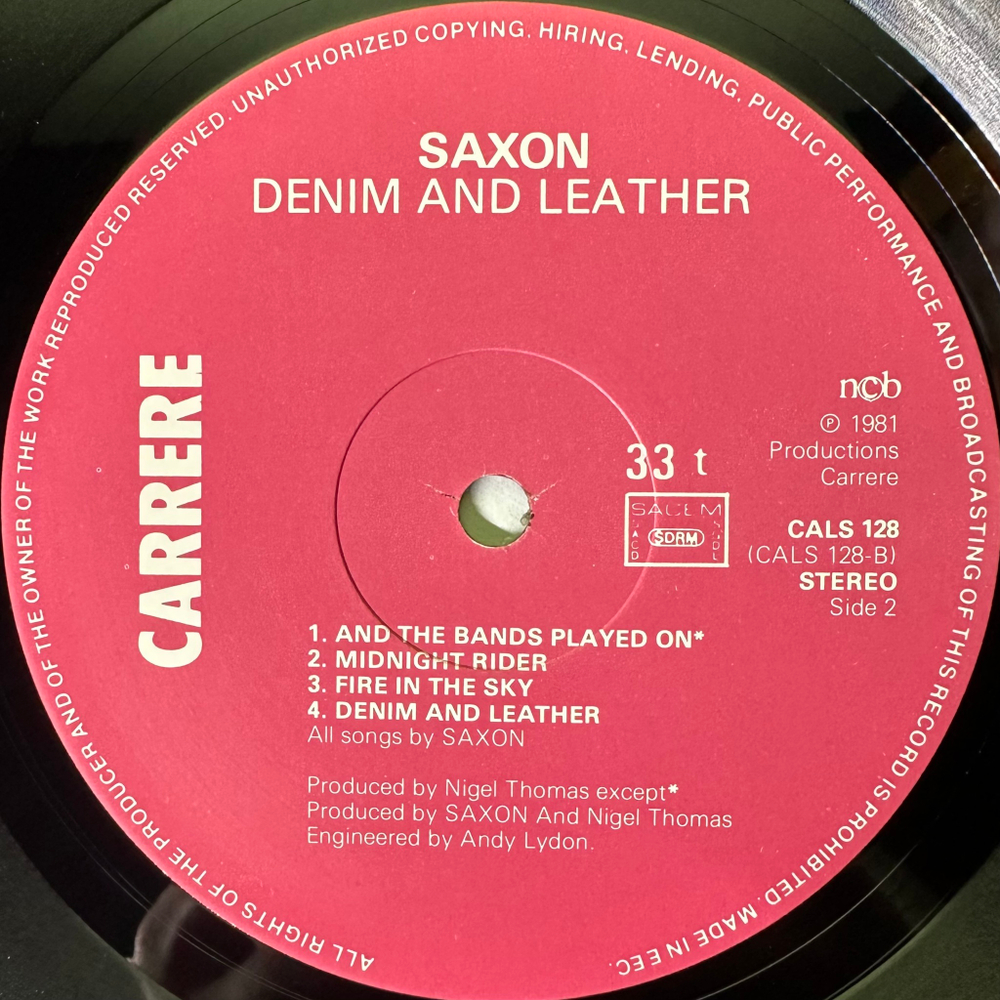 ALL RIGHTS OF THE PRODUCER AND OF THE OWNER OF THE WORK REPRODUCED RESERVED. UNAUTHORIZED COPYING. HIRING. LENDING. PUBLIC PERFORMANCE AND BROADCASTING OF THIS RECORD IS PROHIBITED. MADE IN EEC.
SAXON
DENIM AND LEATHER
CARRERE
ncb
℗ 1981
Productions
Carrere
33 t
SACEM
SACD SDRM SGDL
CALS 128
(CALS 128-B)
STEREO
Side 2
1. AND THE BANDS PLAYED ON*
2. MIDNIGHT RIDER
3. FIRE IN THE SKY
4. DENIM AND LEATHER
All songs by SAXON
Produced by Nigel Thomas except*
Produced by SAXON And Nigel Thomas
Engineered by Andy Lydon.